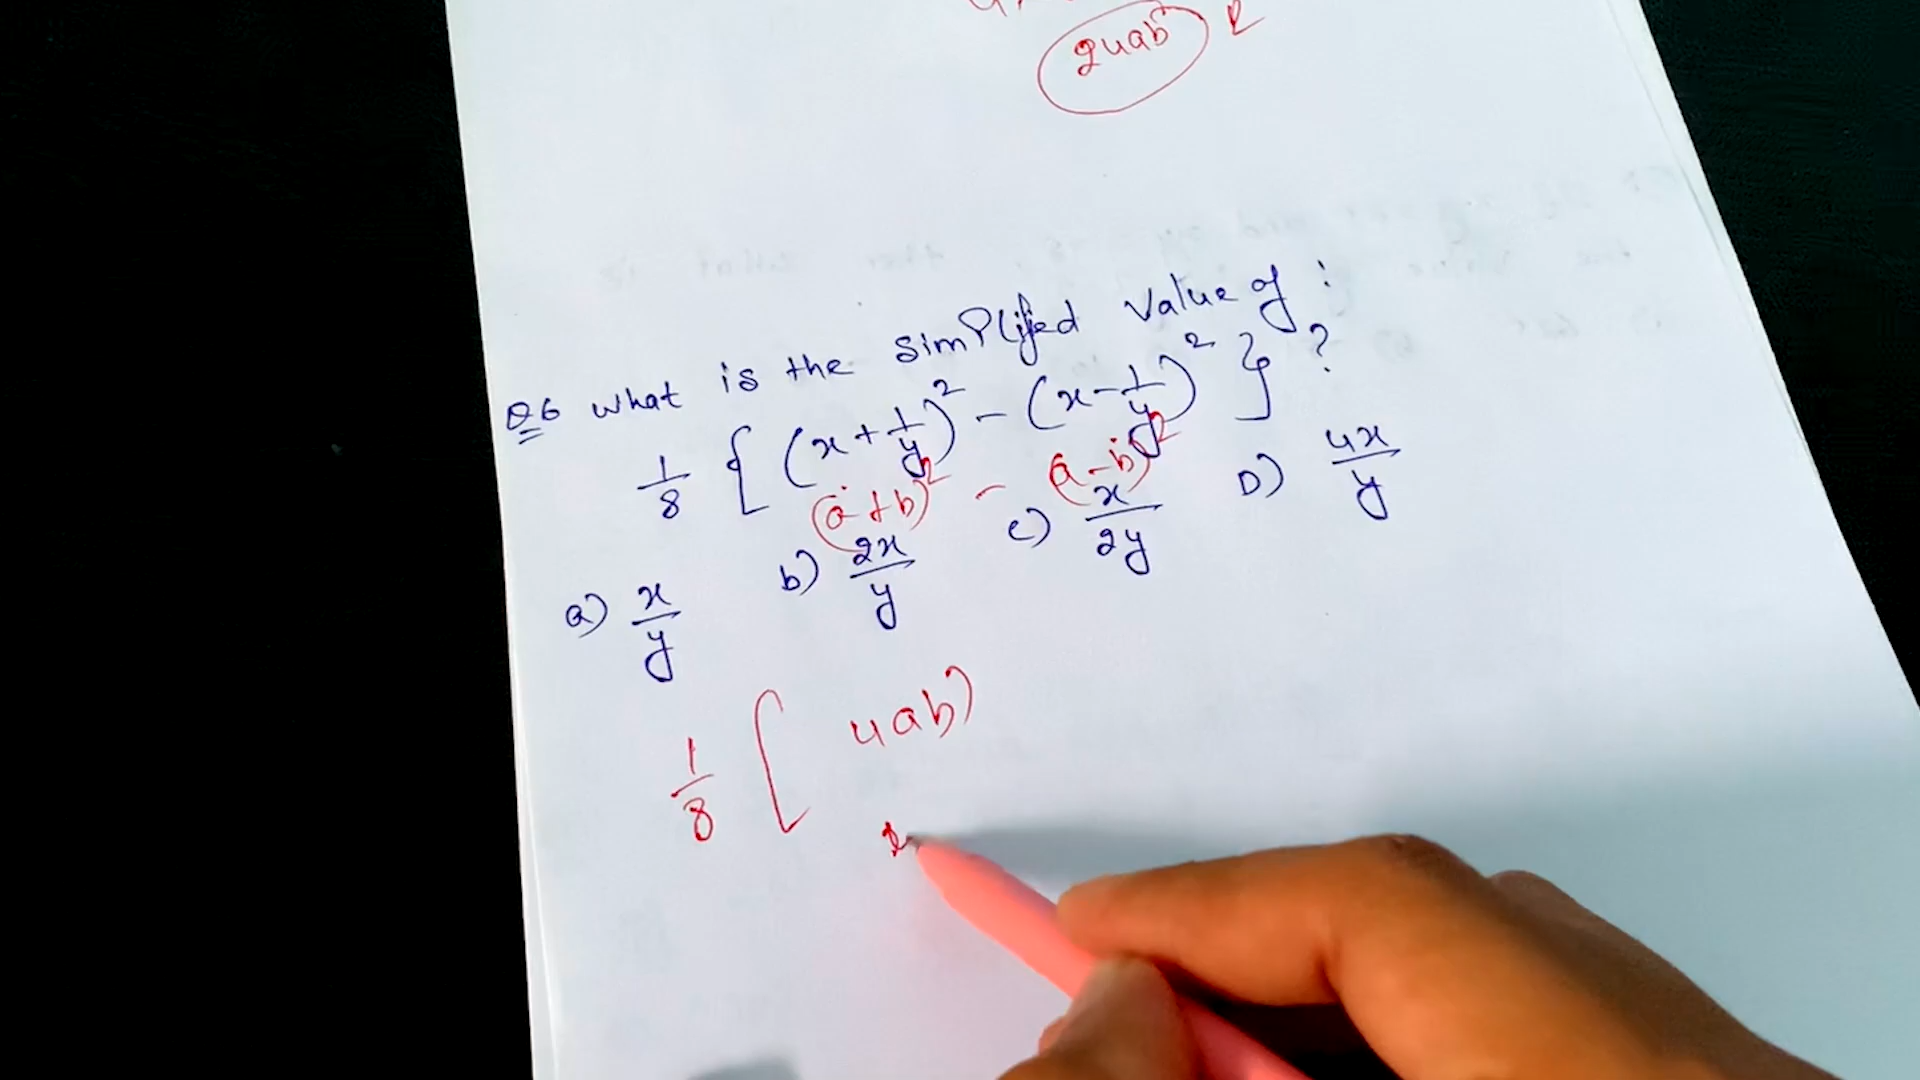 24ab
Q6 What is the simplified value of :
1/8 { (x + 1/y)² - (x - 1/y)² } ?
(a + b)² - (a - b)²
a) x/y b) 2x/y c) x/2y D) 4x/y
1/8 [ 4ab)